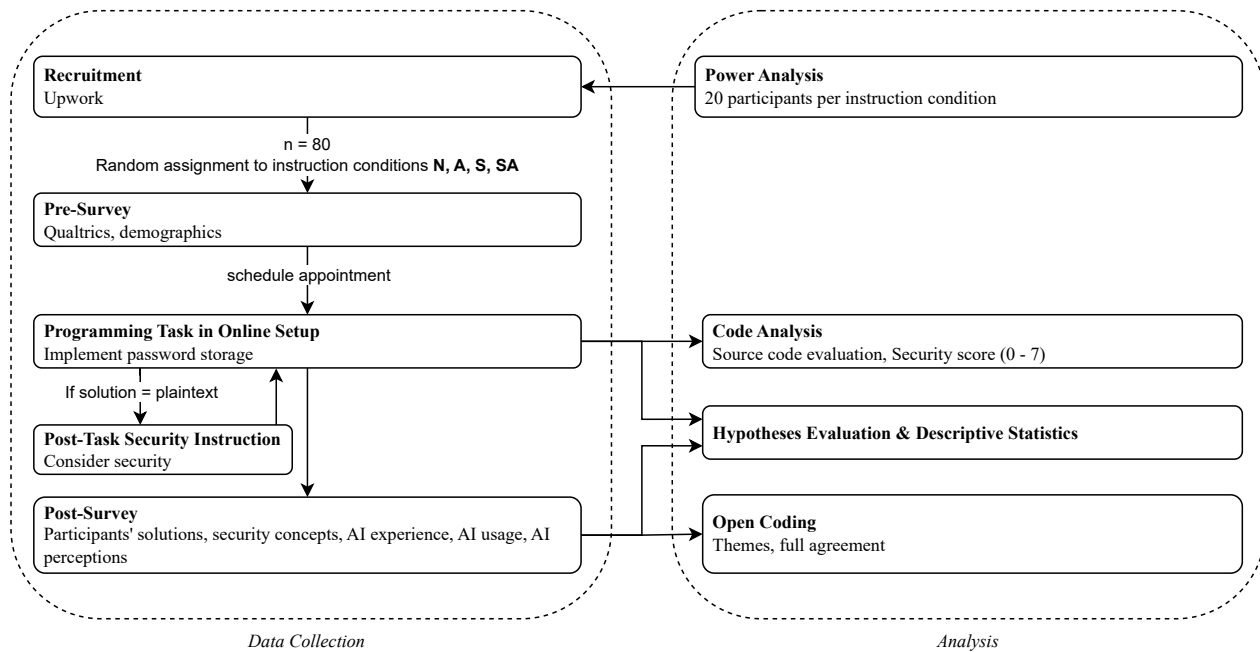 Recruitment
Upwork
Power Analysis
20 participants per instruction condition
n = 80
Random assignment to instruction conditions N, A, S, SA
Pre-Survey
Qualtrics, demographics
schedule appointment
Programming Task in Online Setup
Implement password storage
Code Analysis
Source code evaluation, Security score (0 - 7)
If solution = plaintext
Post-Task Security Instruction
Consider security
Hypotheses Evaluation & Descriptive Statistics
Post-Survey
Participants' solutions, security concepts, AI experience, AI usage, AI
perceptions
Open Coding
Themes, full agreement
Data Collection
Analysis